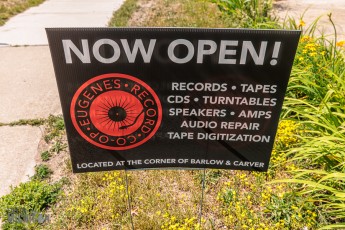 NOW OPEN!
EUGENE'S • RECORD • CO-OP •
RECORDS • TAPES
CDS • TURNTABLES
SPEAKERS • AMPS
AUDIO REPAIR
TAPE DIGITIZATION
LOCATED AT THE CORNER OF BARLOW & CARVER